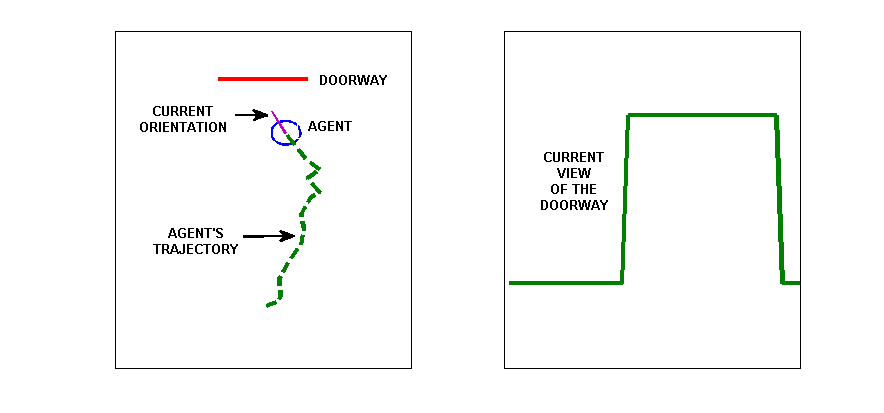 DOORWAY
CURRENT
ORIENTATION
AGENT
AGENT'S
TRAJECTORY
CURRENT
VIEW
OF THE
DOORWAY